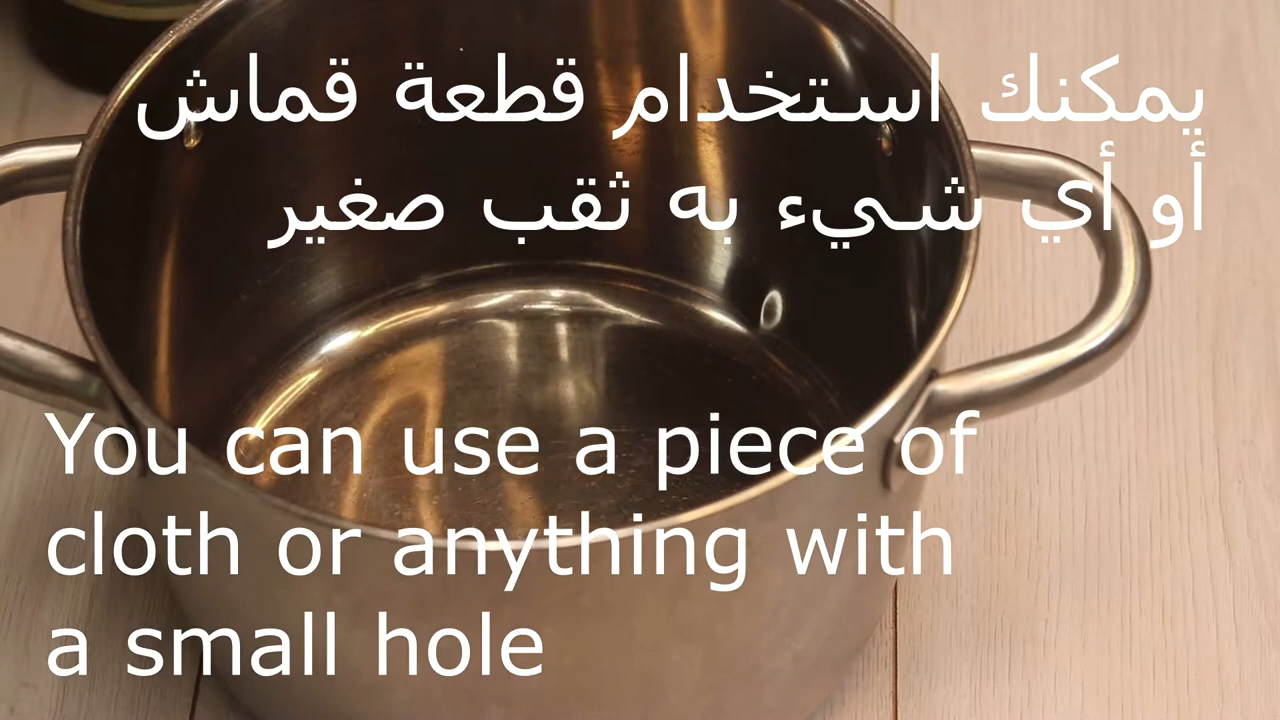 يمكنك استخدام قطعة قماش
أو أي شيء به ثقب صغير
You can use a piece of
cloth or anything with
a small hole